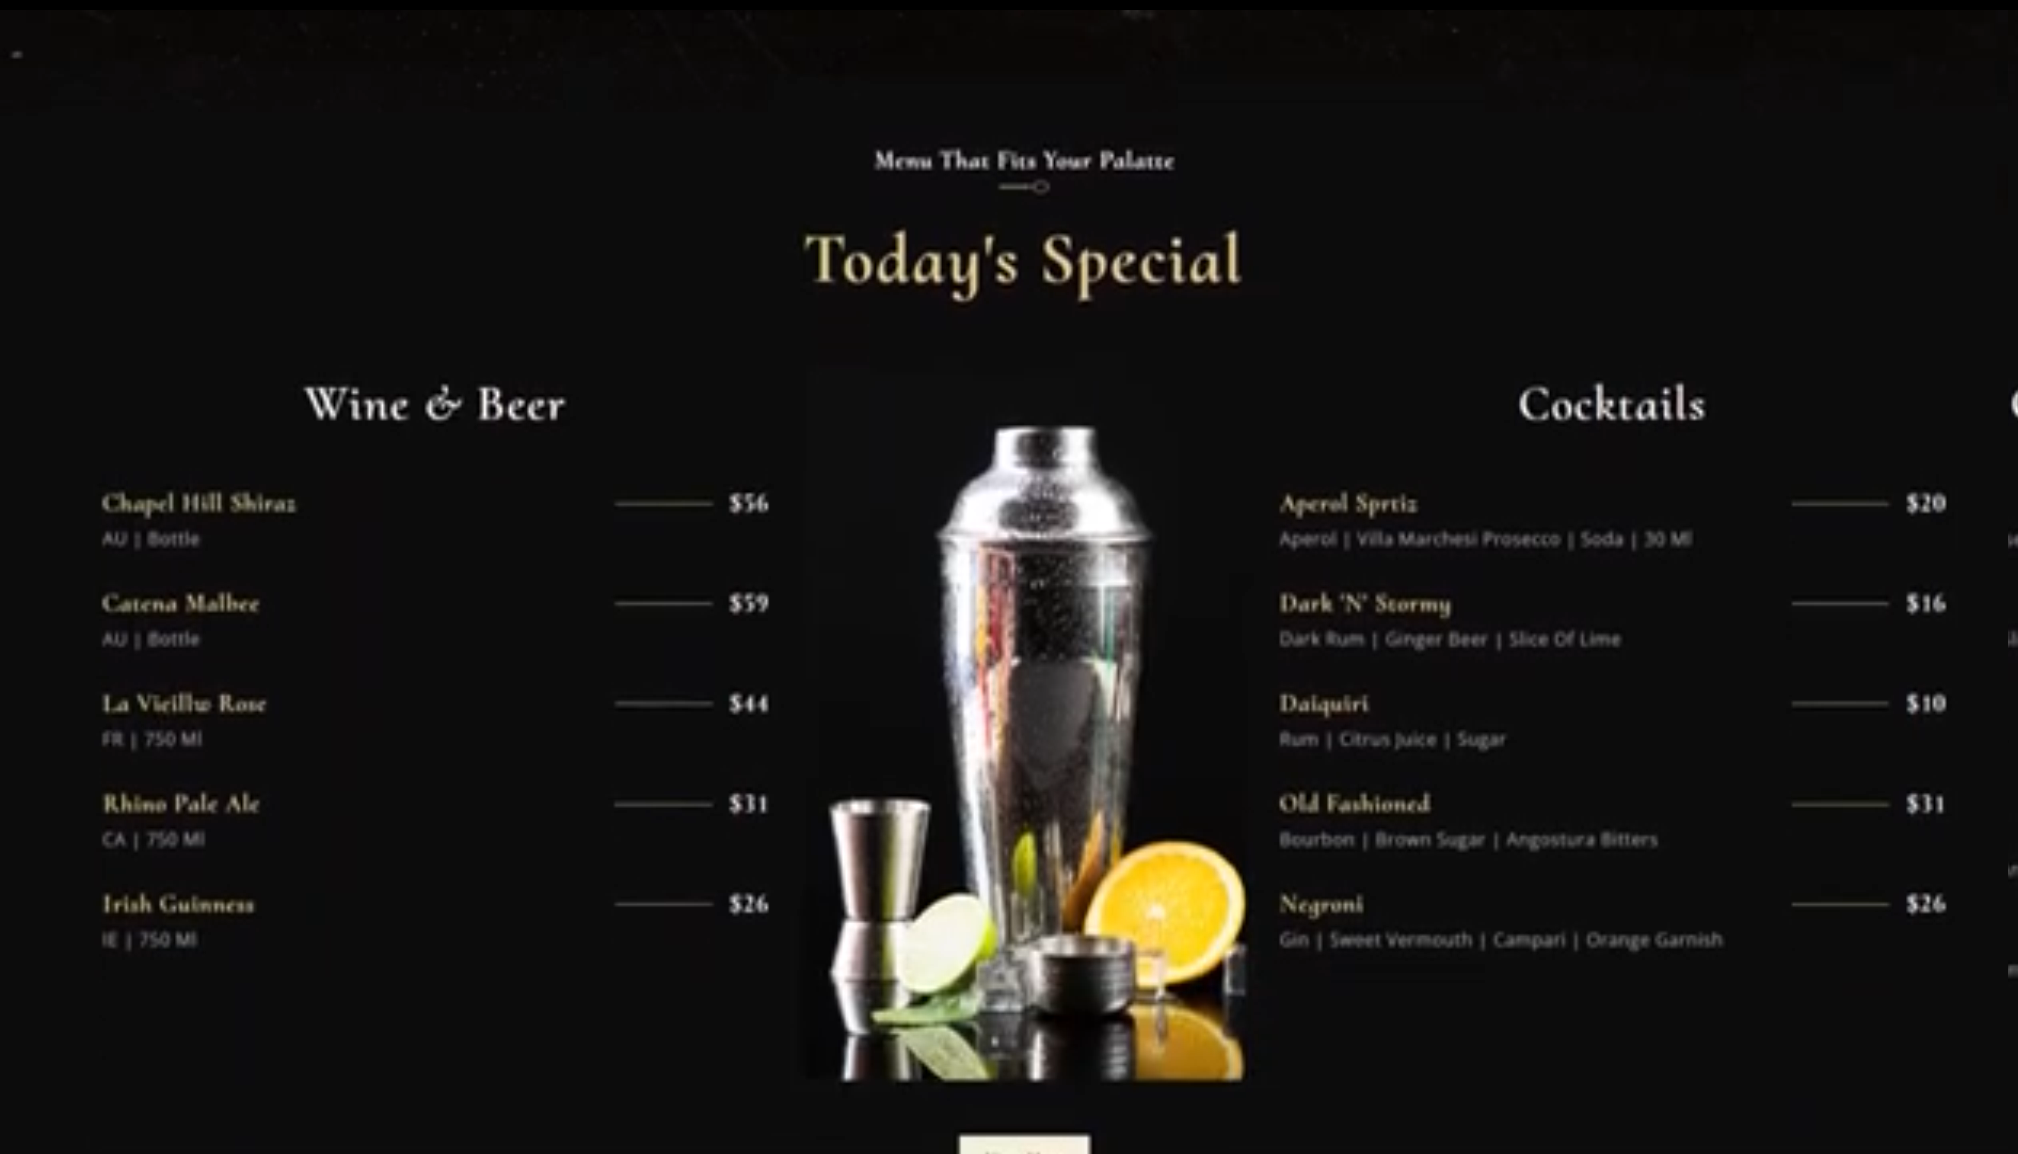 Menu That Fits Your Palatte
Today's Special
Wine & Beer
Chapel Hill Shiraz $56
AU | Bottle
Catena Malbee $59
AU | Bottle
La Vieillw Rose $44
FR | 750 Ml
Rhino Pale Ale $31
CA | 750 Ml
Irish Guinness $26
IE | 750 Ml
Cocktails
Aperol Sprtiz $20
Aperol | Villa Marchesi Prosecco | Soda | 30 Ml
Dark 'N' Stormy $16
Dark Rum | Ginger Beer | Slice Of Lime
Daiquiri $10
Rum | Citrus Juice | Sugar
Old Fashioned $31
Bourbon | Brown Sugar | Angostura Bitters
Negroni $26
Gin | Sweet Vermouth | Campari | Orange Garnish